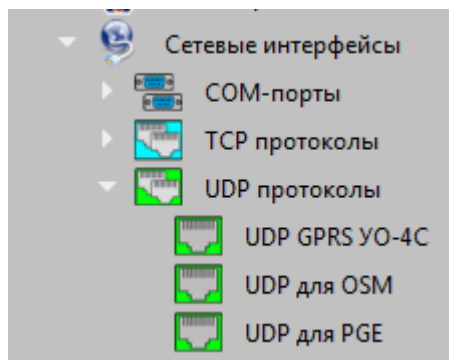 Сетевые интерфейсы
COM-порты
TCP протоколы
UDP протоколы
UDP GPRS УО-4С
UDP для OSM
UDP для PGE